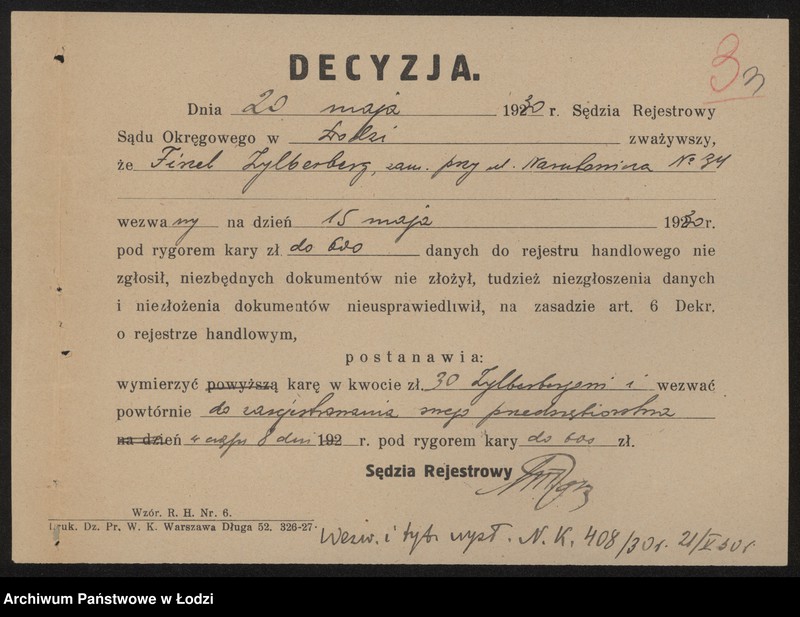 3
DECYZJA.
Dnia 20 maja 1930 r. Sędzia Rejestrowy
Sądu Okręgowego w Łodzi zważywszy,
że Fiszel Zylberberg, zam. przy ul. Narutowicza № 34
wezwany na dzień 15 maja 1930 r.
pod rygorem kary zł. do 600 danych do rejestru handlowego nie
zgłosił, niezbędnych dokumentów nie złożył, tudzież niezgłoszenia danych
i niezłożenia dokumentów nieusprawiedliwił, na zasadzie art. 6 Dekr.
o rejestrze handlowym,
postanawia:
wymierzyć powyższą karę w kwocie zł. 30 Zylberbergowi i wezwać
powtórnie do zarejestrowania swego przedsiębiorstwa
na dzień w ciągu 8 dni 192 r. pod rygorem kary do 600 zł.
Sędzia Rejestrowy
Wzór. R. H. Nr. 6.
Druk. Dz. Pr. W. K. Warszawa Długa 52. 326-27.
Wezw. i tyt. wyk. N. K. 408/30 r. 21/V 30 r.
Archiwum Państwowe w Łodzi